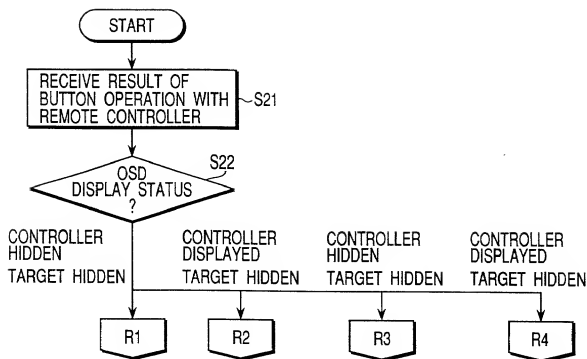 START
RECEIVE RESULT OF
BUTTON OPERATION WITH
REMOTE CONTROLLER
S21
S22
OSD
DISPLAY STATUS
?
CONTROLLER
HIDDEN
TARGET HIDDEN
CONTROLLER
DISPLAYED
TARGET HIDDEN
CONTROLLER
HIDDEN
TARGET HIDDEN
CONTROLLER
DISPLAYED
TARGET HIDDEN
R1
R2
R3
R4